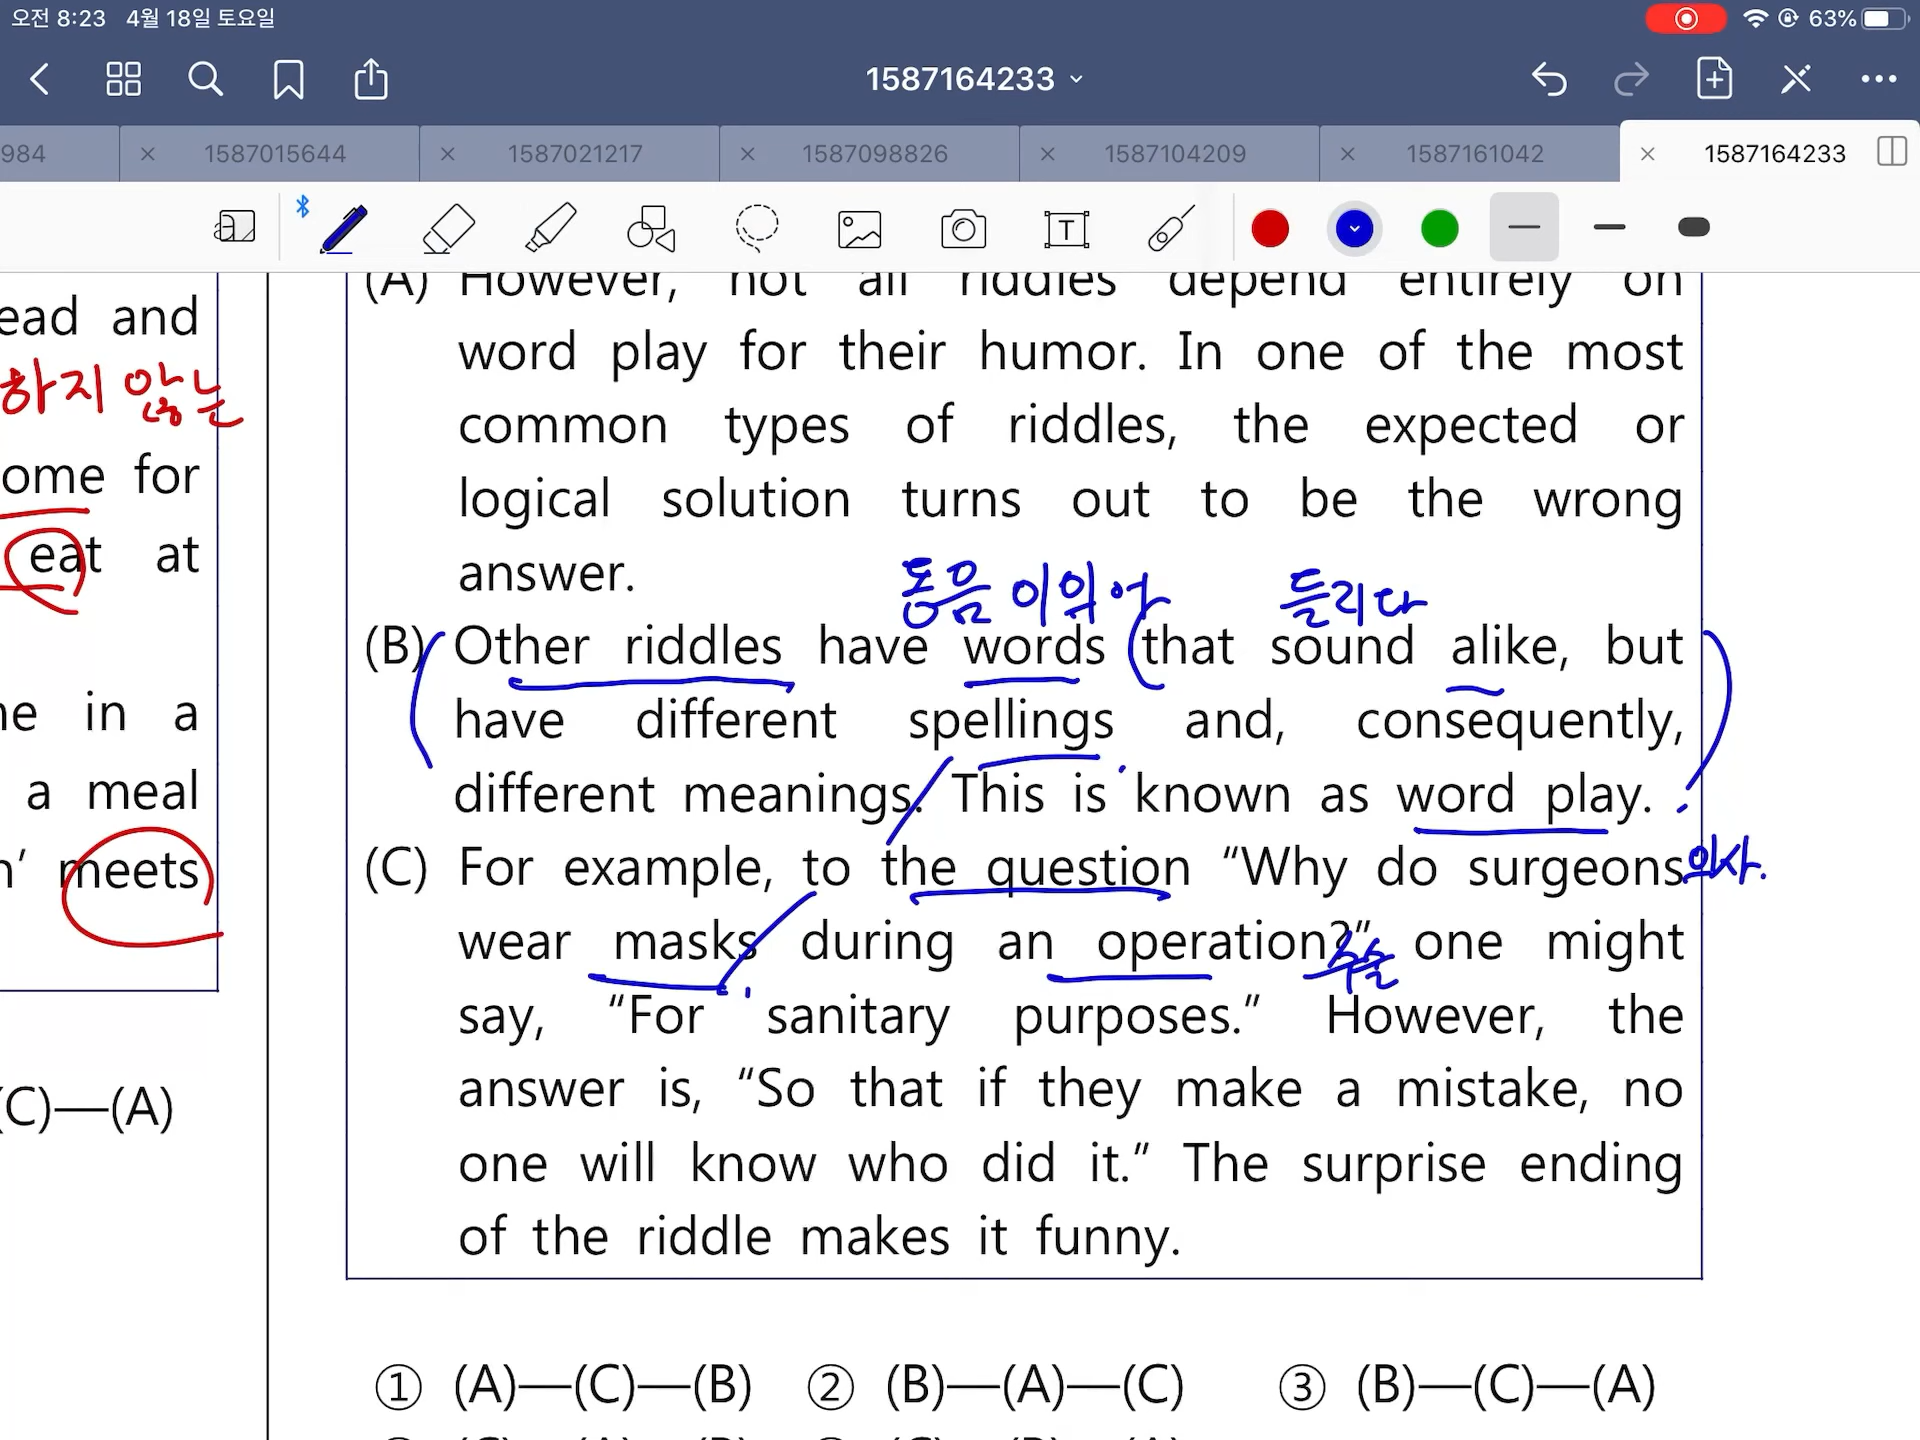 오전 8:23 4월 18일 토요일
63%
1587164233
984
1587015644
1587021217
1587098826
1587104209
1587161042
1587164233
ead and
하지 않는
ome for
eat at
ne in a
a meal
n' meets
(C)—(A)
(A) However, not all riddles depend entirely on
word play for their humor. In one of the most
common types of riddles, the expected or
logical solution turns out to be the wrong
answer.
동음 이의어 들리다
(B) Other riddles have words that sound alike, but
have different spellings and, consequently,
different meanings. This is known as word play.
(C) For example, to the question “Why do surgeons 의사.
wear masks during an operation?” one might
수술
say, “For sanitary purposes.” However, the
answer is, “So that if they make a mistake, no
one will know who did it.” The surprise ending
of the riddle makes it funny.
① (A)—(C)—(B) ② (B)—(A)—(C) ③ (B)—(C)—(A)